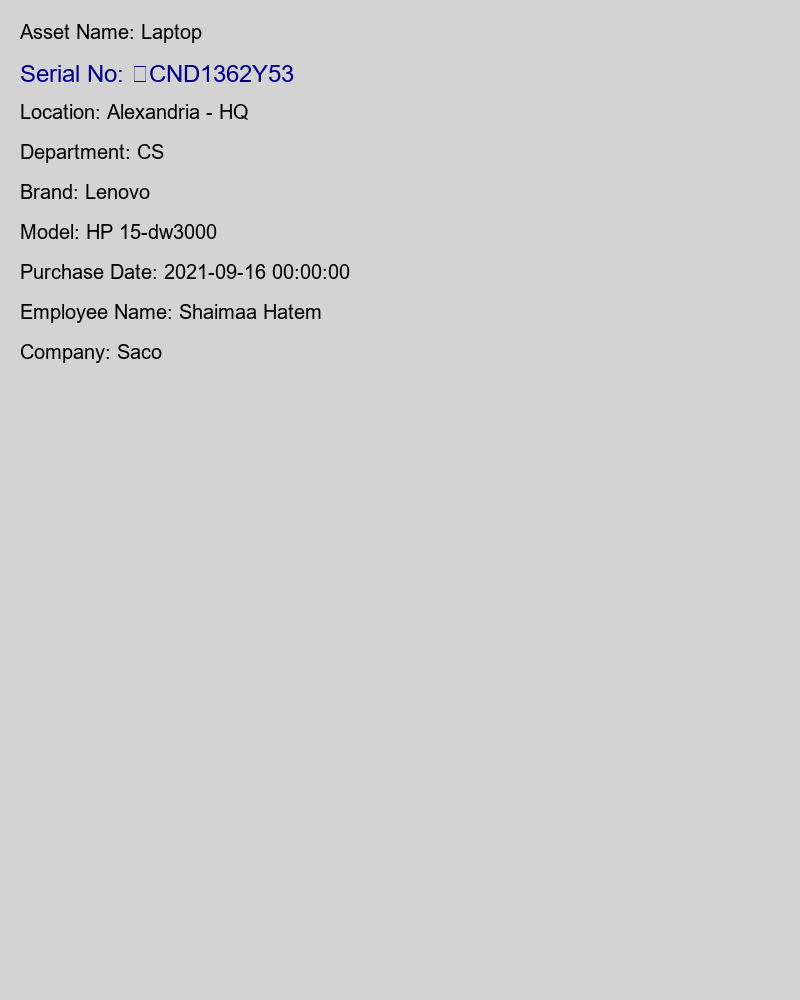 Asset Name: Laptop
Serial No: CND1362Y53
Location: Alexandria - HQ
Department: CS
Brand: Lenovo
Model: HP 15-dw3000
Purchase Date: 2021-09-16 00:00:00
Employee Name: Shaimaa Hatem
Company: Saco